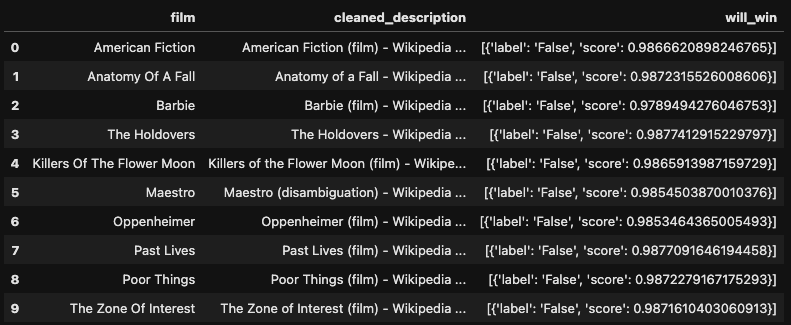 film cleaned_description will_win
0 American Fiction American Fiction (film) - Wikipedia ... [{'label': 'False', 'score': 0.9866620898246765}]
1 Anatomy Of A Fall Anatomy of a Fall - Wikipedia ... [{'label': 'False', 'score': 0.9872315526008606}]
2 Barbie Barbie (film) - Wikipedia ... [{'label': 'False', 'score': 0.9789494276046753}]
3 The Holdovers The Holdovers - Wikipedia ... [{'label': 'False', 'score': 0.9877412915229797}]
4 Killers Of The Flower Moon Killers of the Flower Moon (film) - Wikipe... [{'label': 'False', 'score': 0.9865913987159729}]
5 Maestro Maestro (disambiguation) - Wikipedia ... [{'label': 'False', 'score': 0.9854503870010376}]
6 Oppenheimer Oppenheimer (film) - Wikipedia ... [{'label': 'False', 'score': 0.9853464365005493}]
7 Past Lives Past Lives (film) - Wikipedia ... [{'label': 'False', 'score': 0.9877091646194458}]
8 Poor Things Poor Things (film) - Wikipedia ... [{'label': 'False', 'score': 0.9872279167175293}]
9 The Zone Of Interest The Zone of Interest (film) - Wikipedia ... [{'label': 'False', 'score': 0.9871610403060913}]